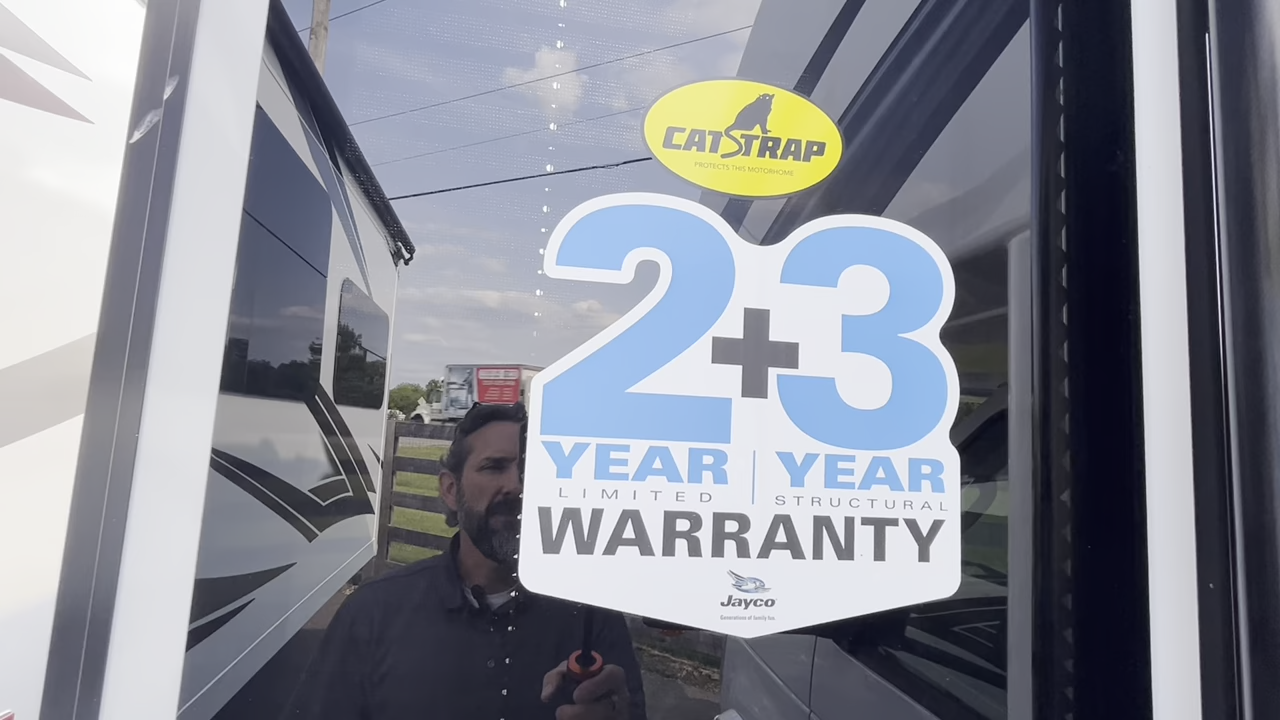 CATSTRAP
PROTECTS THIS MOTORHOME
2+3
YEAR YEAR
LIMITED STRUCTURAL
WARRANTY
Jayco
Generations of family fun.